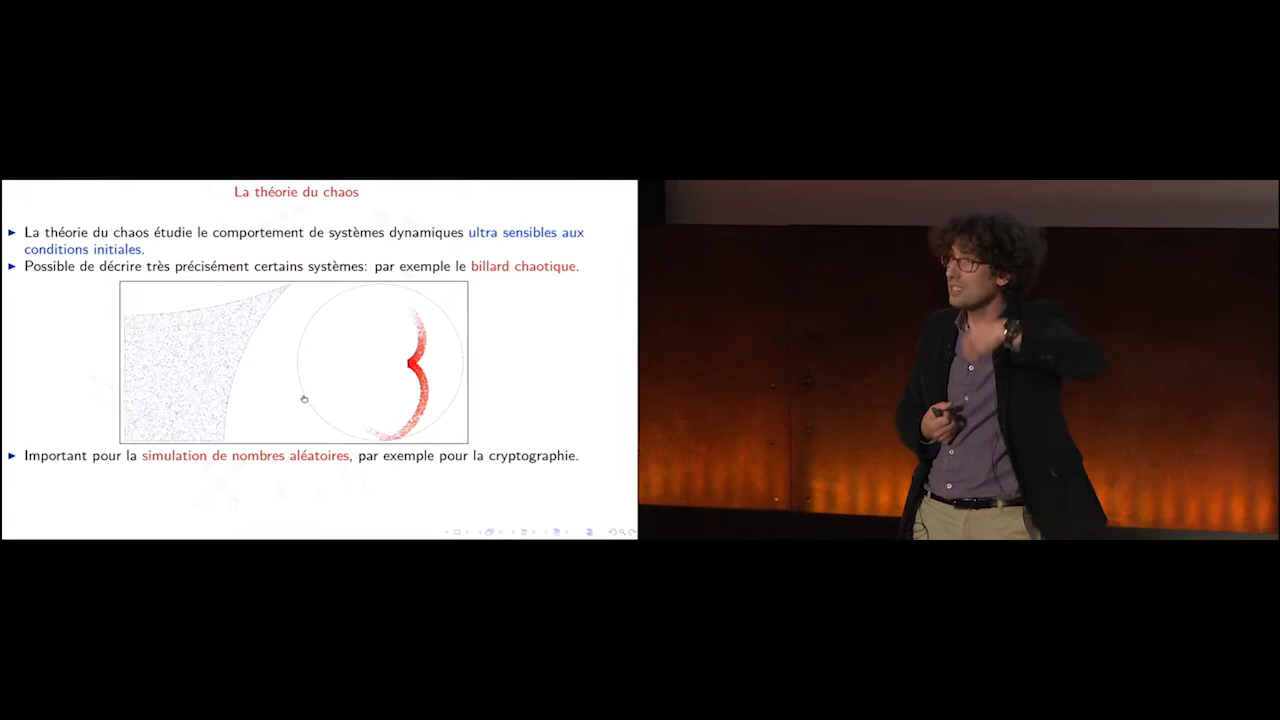 La théorie du chaos
La théorie du chaos étudie le comportement de systèmes dynamiques ultra sensibles aux
conditions initiales.
Possible de décrire très précisément certains systèmes: par exemple le billard chaotique.
Important pour la simulation de nombres aléatoires, par exemple pour la cryptographie.